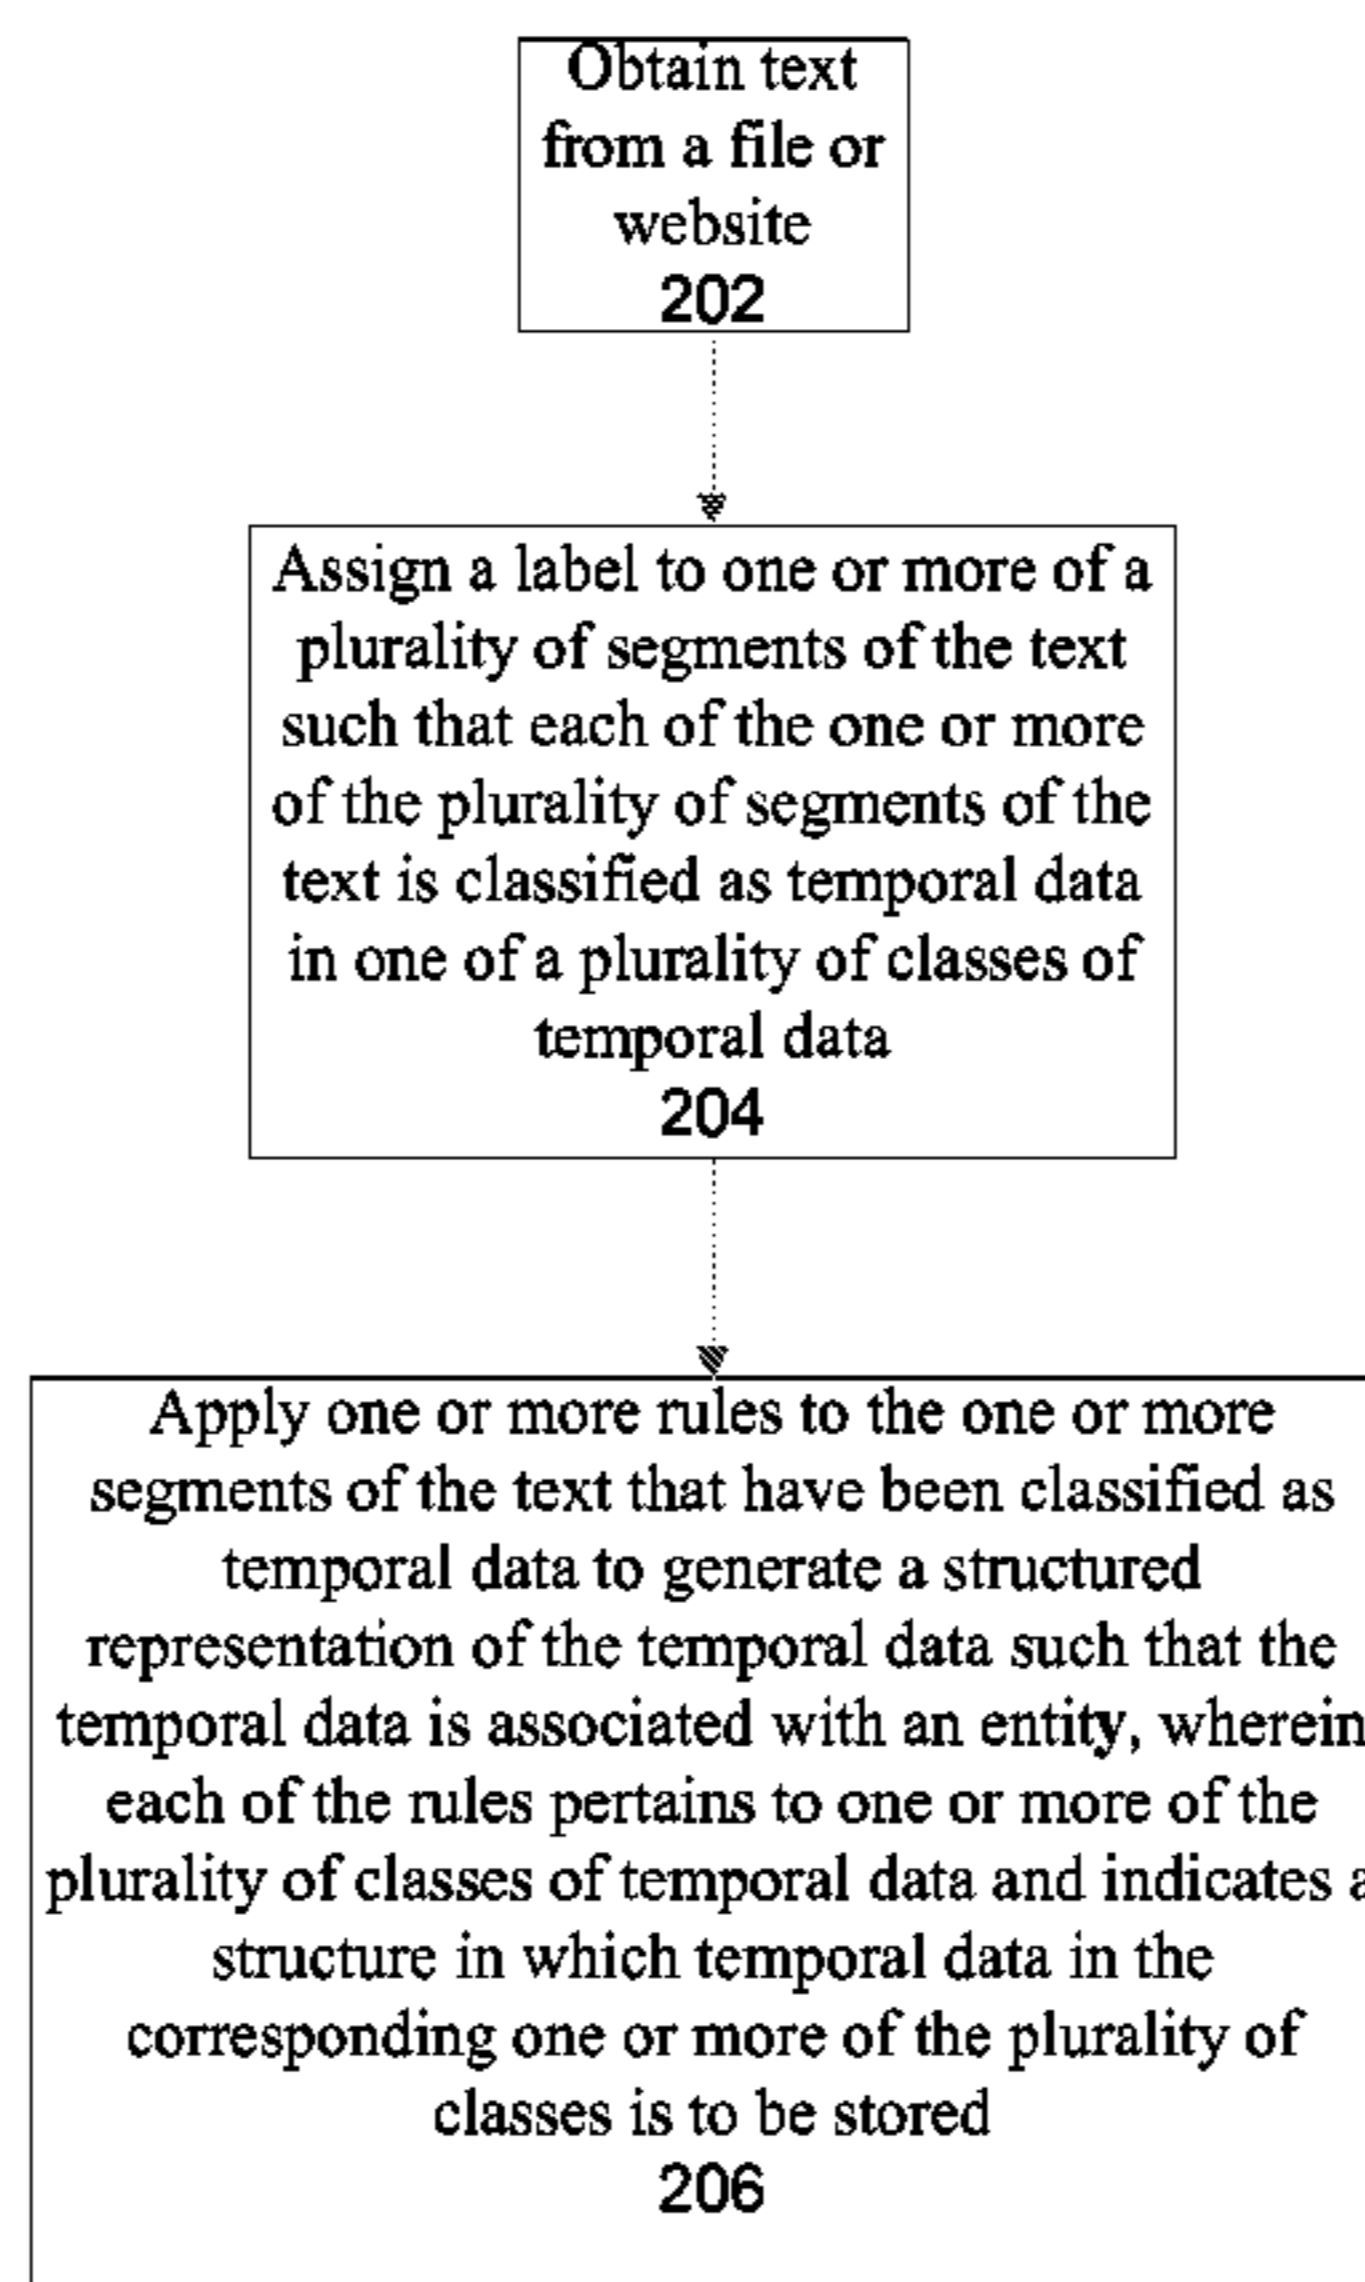 Obtain text
from a file or
website
202
Assign a label to one or more of a
plurality of segments of the text
such that each of the one or more
of the plurality of segments of the
text is classified as temporal data
in one of a plurality of classes of
temporal data
204
Apply one or more rules to the one or more
segments of the text that have been classified as
temporal data to generate a structured
representation of the temporal data such that the
temporal data is associated with an entity, wherein
each of the rules pertains to one or more of the
plurality of classes of temporal data and indicates a
structure in which temporal data in the
corresponding one or more of the plurality of
classes is to be stored
206